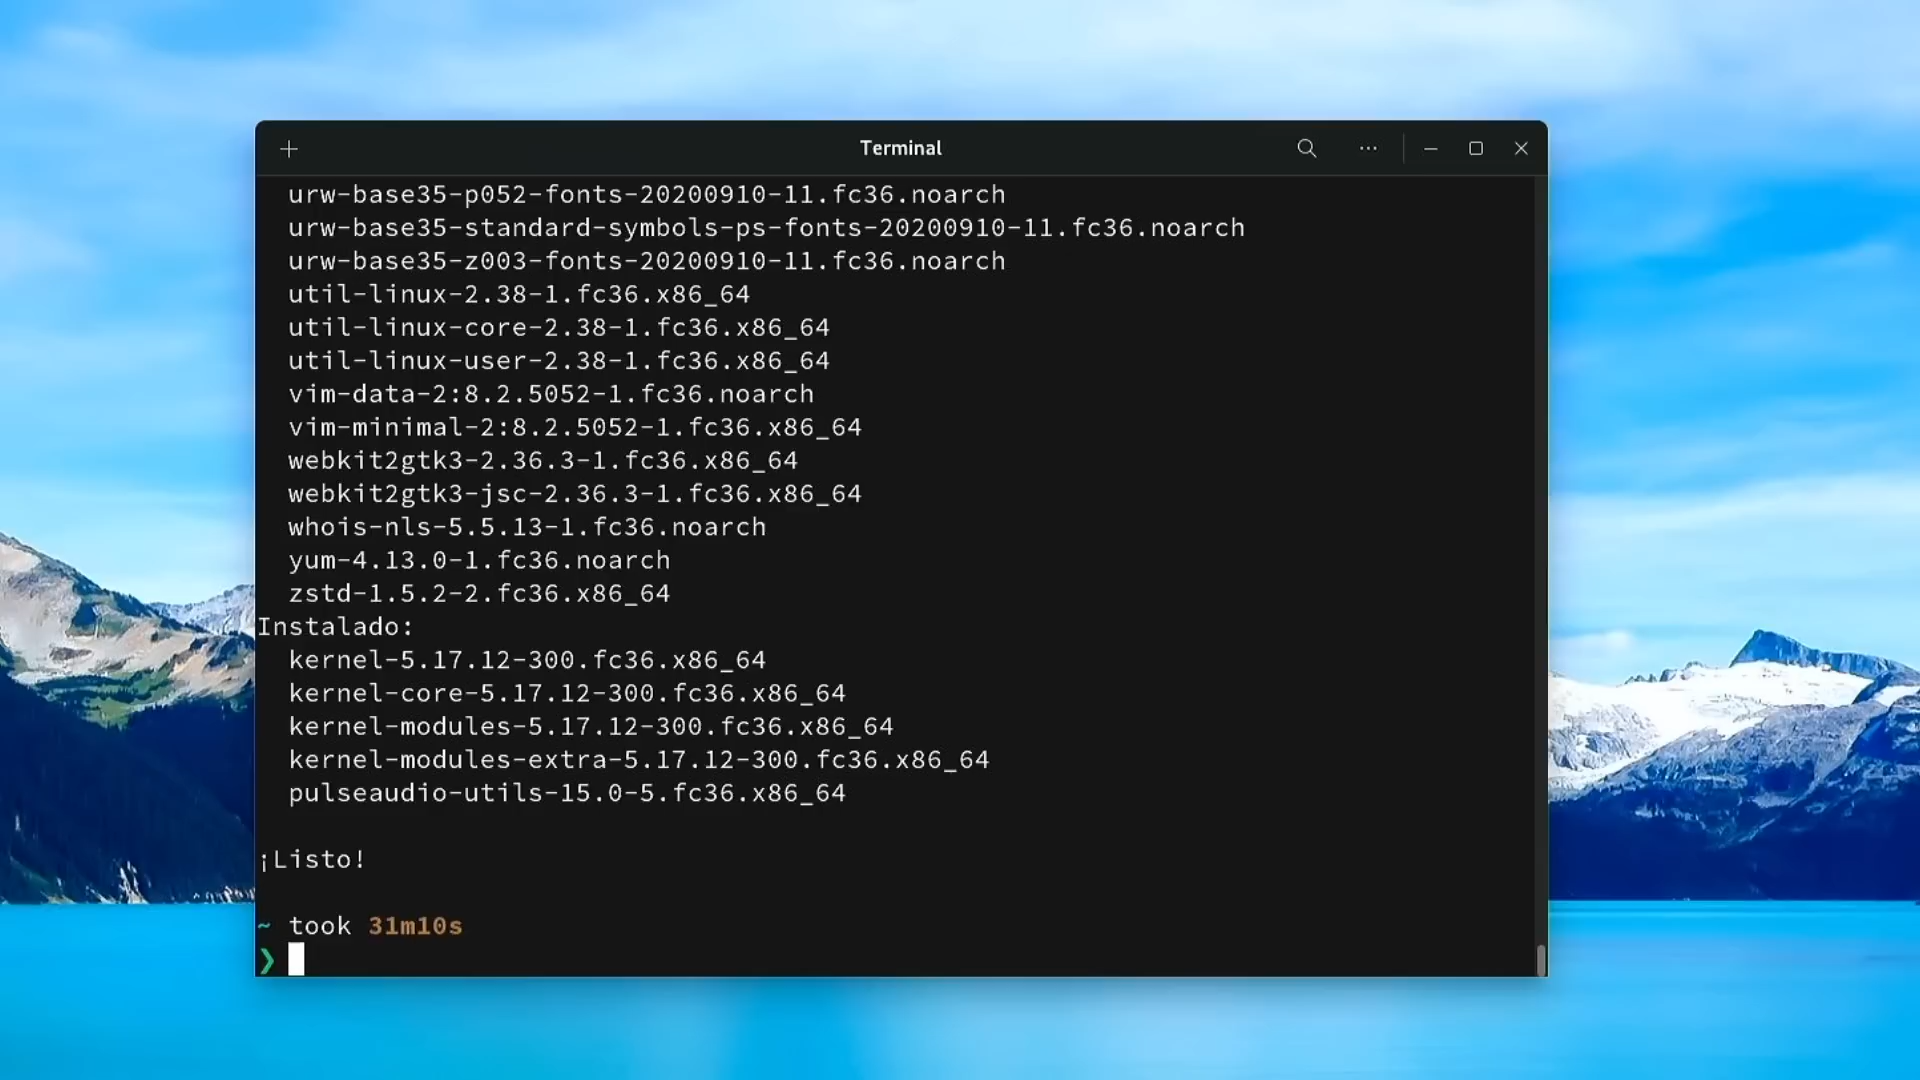 Terminal
urw-base35-p052-fonts-20200910-11.fc36.noarch
urw-base35-standard-symbols-ps-fonts-20200910-11.fc36.noarch
urw-base35-z003-fonts-20200910-11.fc36.noarch
util-linux-2.38-1.fc36.x86_64
util-linux-core-2.38-1.fc36.x86_64
util-linux-user-2.38-1.fc36.x86_64
vim-data-2:8.2.5052-1.fc36.noarch
vim-minimal-2:8.2.5052-1.fc36.x86_64
webkit2gtk3-2.36.3-1.fc36.x86_64
webkit2gtk3-jsc-2.36.3-1.fc36.x86_64
whois-nls-5.5.13-1.fc36.noarch
yum-4.13.0-1.fc36.noarch
zstd-1.5.2-2.fc36.x86_64
Instalado:
kernel-5.17.12-300.fc36.x86_64
kernel-core-5.17.12-300.fc36.x86_64
kernel-modules-5.17.12-300.fc36.x86_64
kernel-modules-extra-5.17.12-300.fc36.x86_64
pulseaudio-utils-15.0-5.fc36.x86_64
¡Listo!
~ took 31m10s
❯